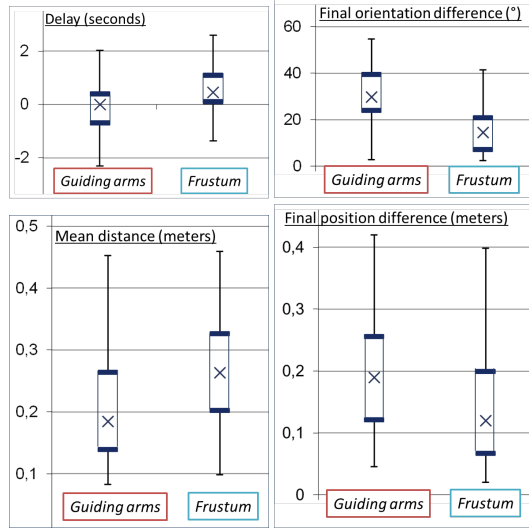 Delay (seconds)
2
0
-2
Guiding arms
Frustum
Final orientation difference (°)
60
40
20
0
Guiding arms
Frustum
Mean distance (meters)
0,5
0,4
0,3
0,2
0,1
Guiding arms
Frustum
Final position difference (meters)
0,4
0,3
0,2
0,1
0
Guiding arms
Frustum